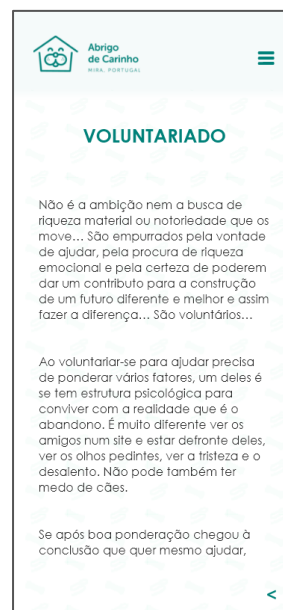 Abrigo
de Carinho
MIRA. PORTUGAL
VOLUNTARIADO
Não é a ambição nem a busca de
riqueza material ou notoriedade que os
move... São empurrados pela vontade
de ajudar, pela procura de riqueza
emocional e pela certeza de poderem
dar um contributo para a construção
de um futuro diferente e melhor e assim
fazer a diferença... São voluntários...
Ao voluntariar-se para ajudar precisa
de ponderar vários fatores, um deles é
se tem estrutura psicológica para
conviver com a realidade que é o
abandono. É muito diferente ver os
amigos num site e estar defronte deles,
ver os olhos pedintes, ver a tristeza e o
desalento. Não pode também ter
medo de cães.
Se após boa ponderação chegou à
conclusão que quer mesmo ajudar,
<